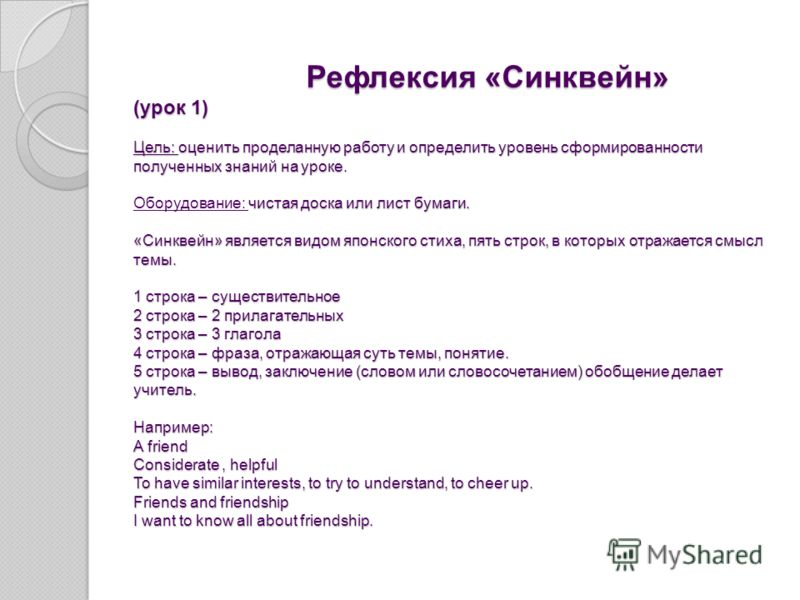 Рефлексия «Синквейн»
(урок 1)
Цель: оценить проделанную работу и определить уровень сформированности
полученных знаний на уроке.
Оборудование: чистая доска или лист бумаги.
«Синквейн» является видом японского стиха, пять строк, в которых отражается смысл
темы.
1 строка – существительное
2 строка – 2 прилагательных
3 строка – 3 глагола
4 строка – фраза, отражающая суть темы, понятие.
5 строка – вывод, заключение (словом или словосочетанием) обобщение делает
учитель.
Например:
A friend
Considerate , helpful
To have similar interests, to try to understand, to cheer up.
Friends and friendship
I want to know all about friendship.
MyShared